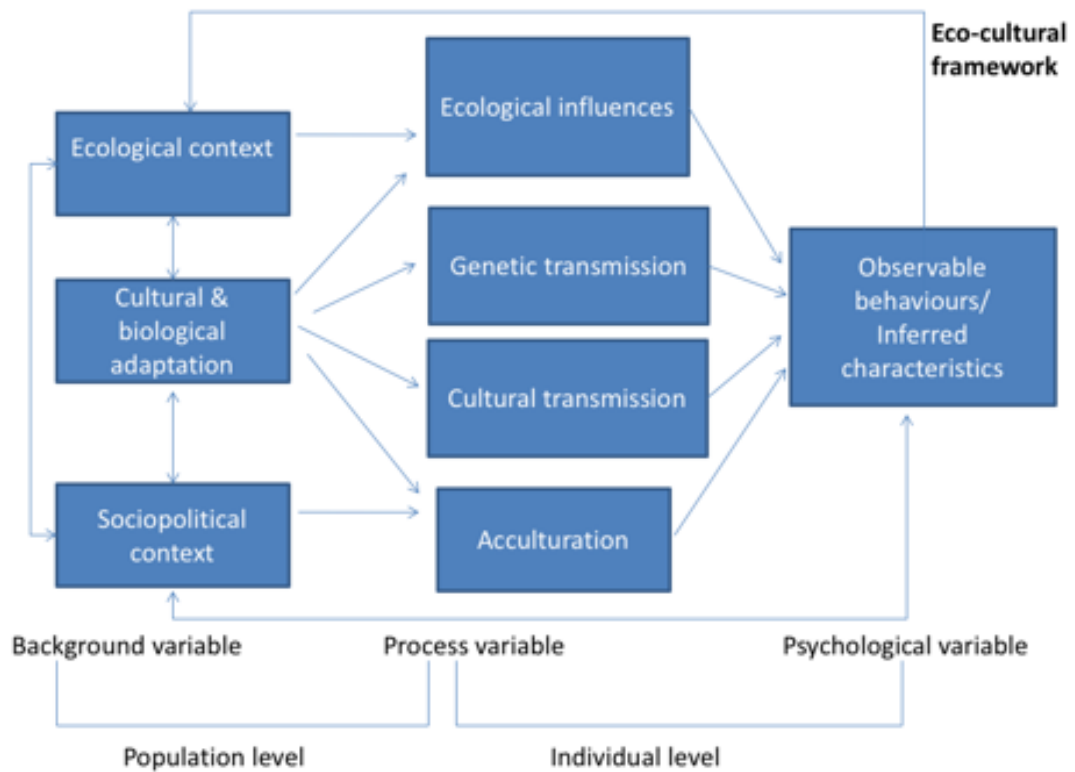 Eco-cultural
framework
Ecological context
Cultural &
biological
adaptation
Sociopolitical
context
Ecological influences
Genetic transmission
Cultural transmission
Acculturation
Observable
behaviours/
Inferred
characteristics
Background variable
Process variable
Psychological variable
Population level
Individual level